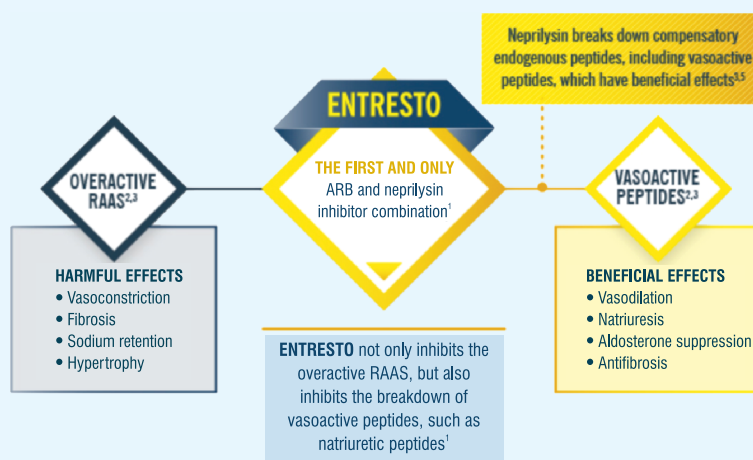 Neprilysin breaks down compensatory
endogenous peptides, including vasoactive
peptides, which have beneficial effects³,⁵
ENTRESTO
THE FIRST AND ONLY
ARB and neprilysin
inhibitor combination¹
OVERACTIVE
RAAS²,³
VASOACTIVE
PEPTIDES²,³
HARMFUL EFFECTS
• Vasoconstriction
• Fibrosis
• Sodium retention
• Hypertrophy
BENEFICIAL EFFECTS
• Vasodilation
• Natriuresis
• Aldosterone suppression
• Antifibrosis
ENTRESTO not only inhibits the
overactive RAAS, but also
inhibits the breakdown of
vasoactive peptides, such as
natriuretic peptides¹